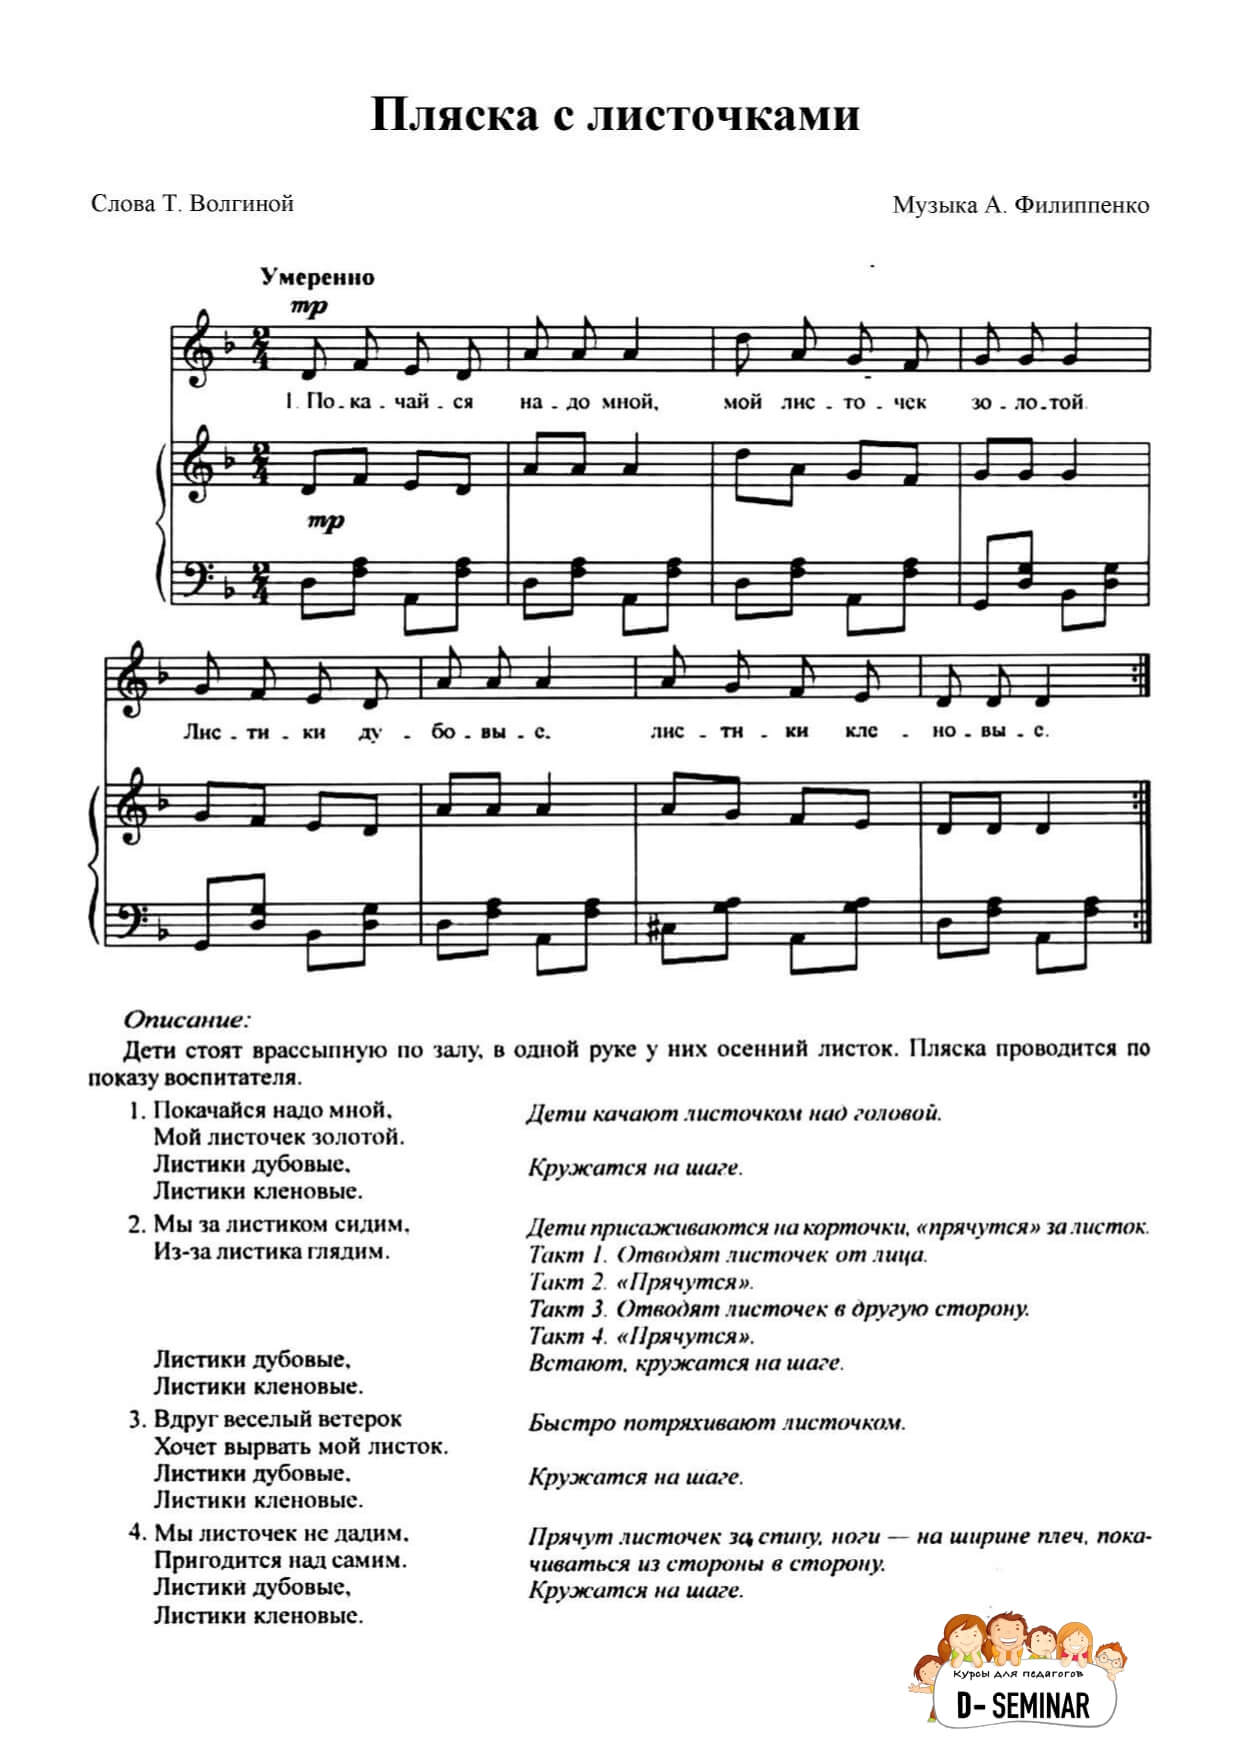 Пляска с листочками
Слова Т. Волгиной
Музыка А. Филиппенко
Умеренно
mp
1. По-ка-чай-ся на-до мной, мой лис-то-чек зо-ло-той.
mp
Лис-ти-ки ду-бо-вы-е, лис-ти-ки кле-но-вы-е.
Описание:
Дети стоят врассыпную по залу, в одной руке у них осенний листок. Пляска проводится по
показу воспитателя.
1. Покачайся надо мной, Дети качают листочком над головой.
Мой листочек золотой.
Листики дубовые, Кружатся на шаге.
Листики кленовые.
2. Мы за листиком сидим, Дети присаживаются на корточки, «прячутся» за листок.
Из-за листика глядим. Такт 1. Отводят листочек от лица.
Такт 2. «Прячутся».
Такт 3. Отводят листочек в другую сторону.
Такт 4. «Прячутся».
Листики дубовые, Встают, кружатся на шаге.
Листики кленовые.
3. Вдруг веселый ветерок Быстро потряхивают листочком.
Хочет вырвать мой листок.
Листики дубовые, Кружатся на шаге.
Листики кленовые.
4. Мы листочек не дадим, Прячут листочек за спину, ноги — на ширине плеч, пока-
Пригодится над самим. чиваться из стороны в сторону.
Листики дубовые, Кружатся на шаге.
Листики кленовые.
Курсы для педагогов
D- SEMINAR